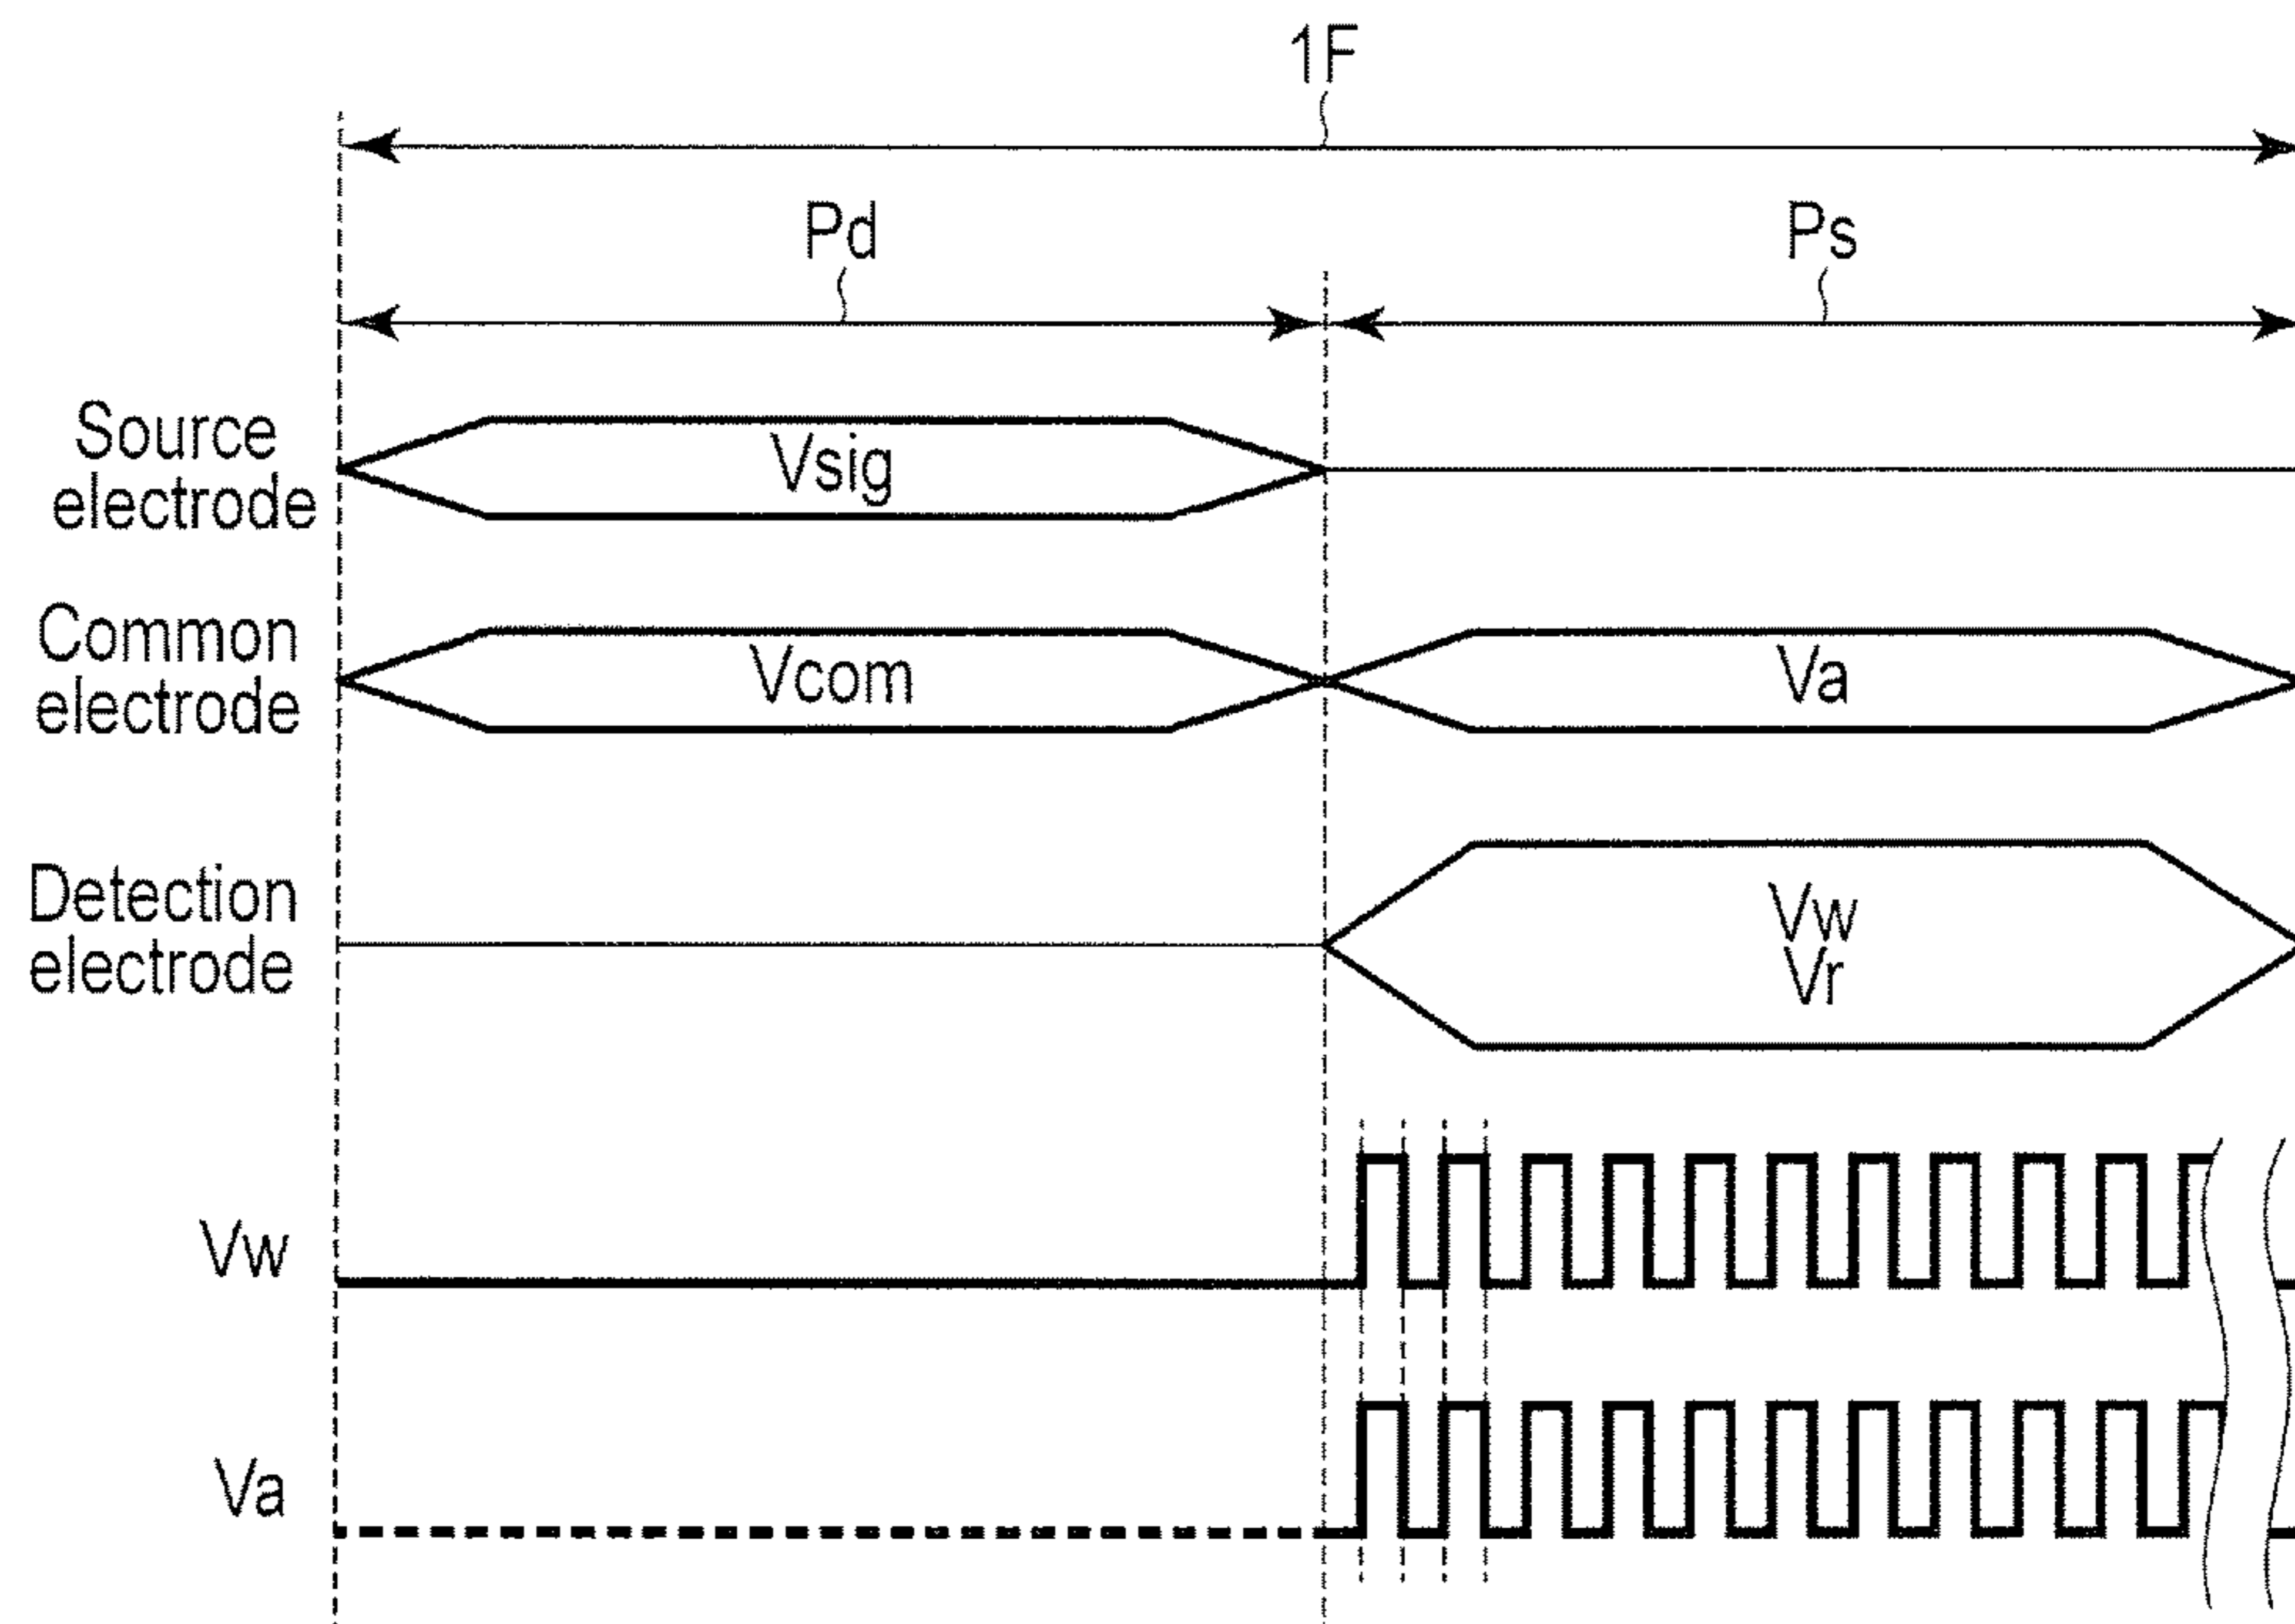 1F
Pd
Ps
Source
electrode
Vsig
Common
electrode
Vcom
Va
Detection
electrode
Vw
Vr
Vw
Va